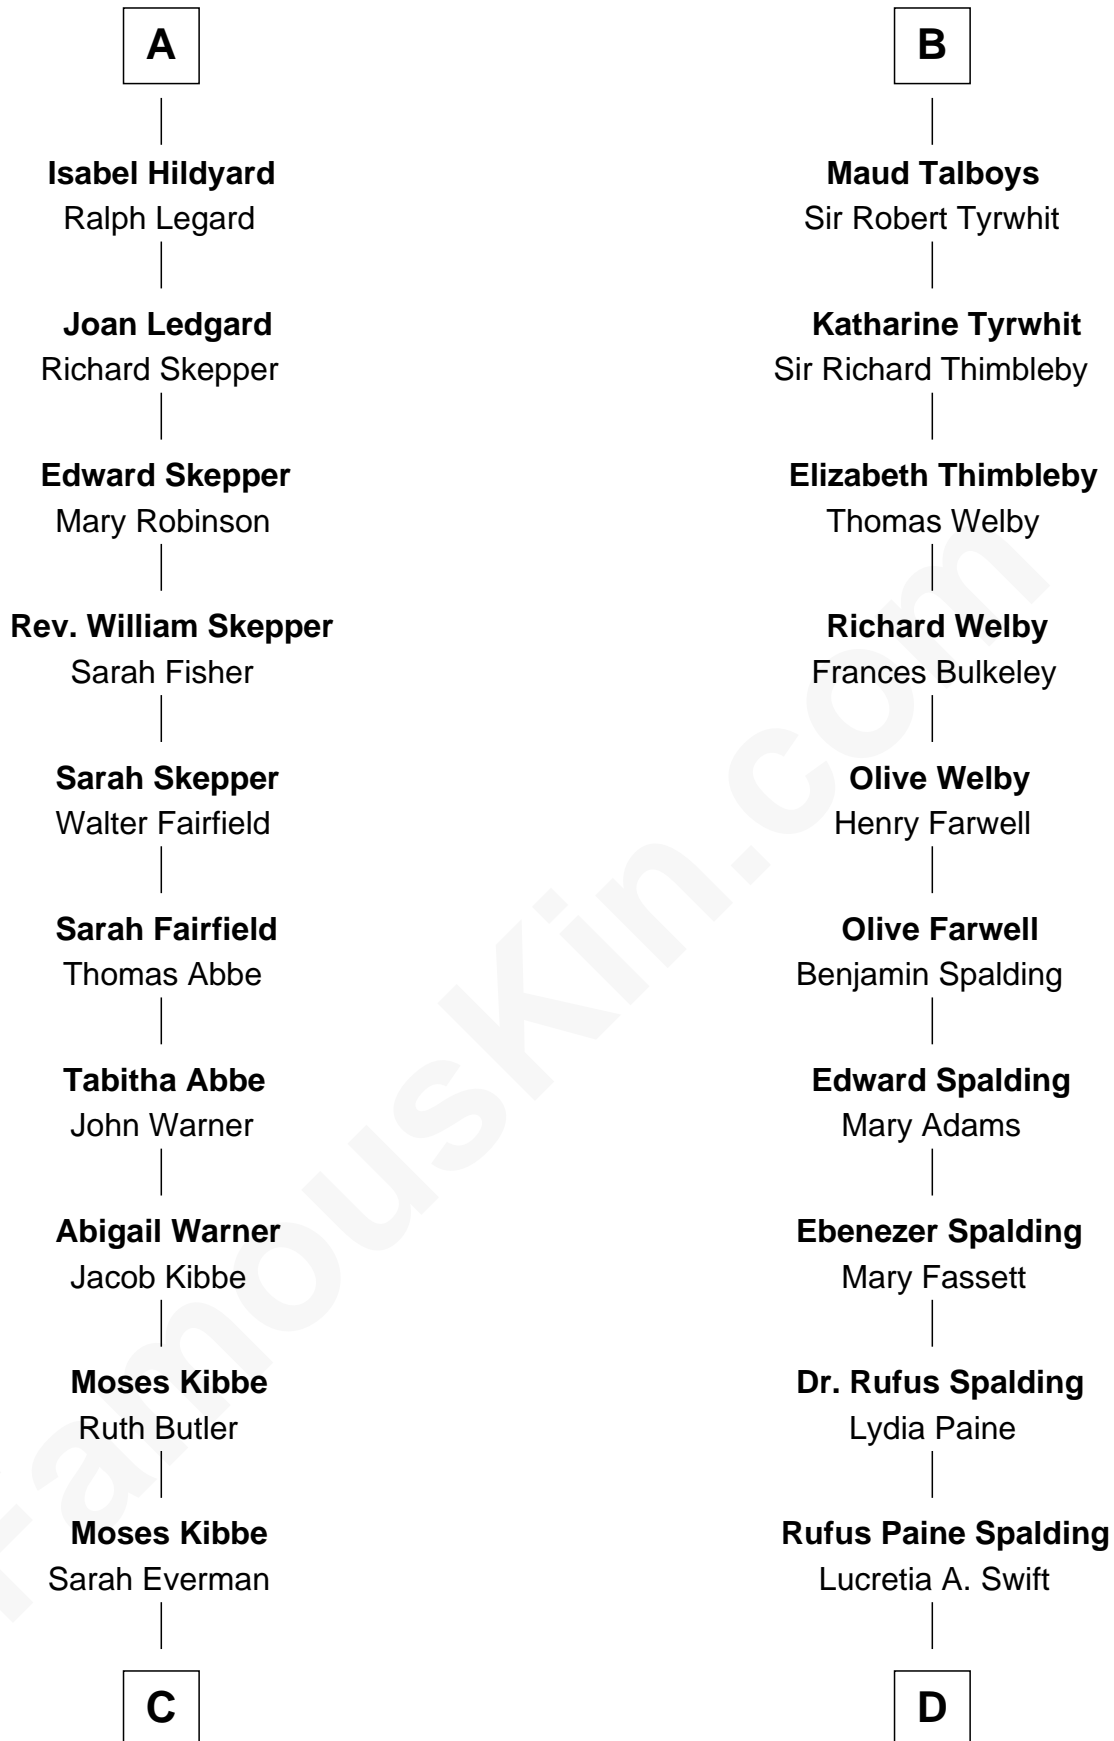 A
Isabel Hildyard
Ralph Legard
Joan Ledgard
Richard Skepper
Edward Skepper
Mary Robinson
Rev. William Skepper
Sarah Fisher
Sarah Skepper
Walter Fairfield
Sarah Fairfield
Thomas Abbe
Tabitha Abbe
John Warner
Abigail Warner
Jacob Kibbe
Moses Kibbe
Ruth Butler
Moses Kibbe
Sarah Everman
C
B
Maud Talboys
Sir Robert Tyrwhit
Katharine Tyrwhit
Sir Richard Thimbleby
Elizabeth Thimbleby
Thomas Welby
Richard Welby
Frances Bulkeley
Olive Welby
Henry Farwell
Olive Farwell
Benjamin Spalding
Edward Spalding
Mary Adams
Ebenezer Spalding
Mary Fassett
Dr. Rufus Spalding
Lydia Paine
Rufus Paine Spalding
Lucretia A. Swift
D
FamousKin.com